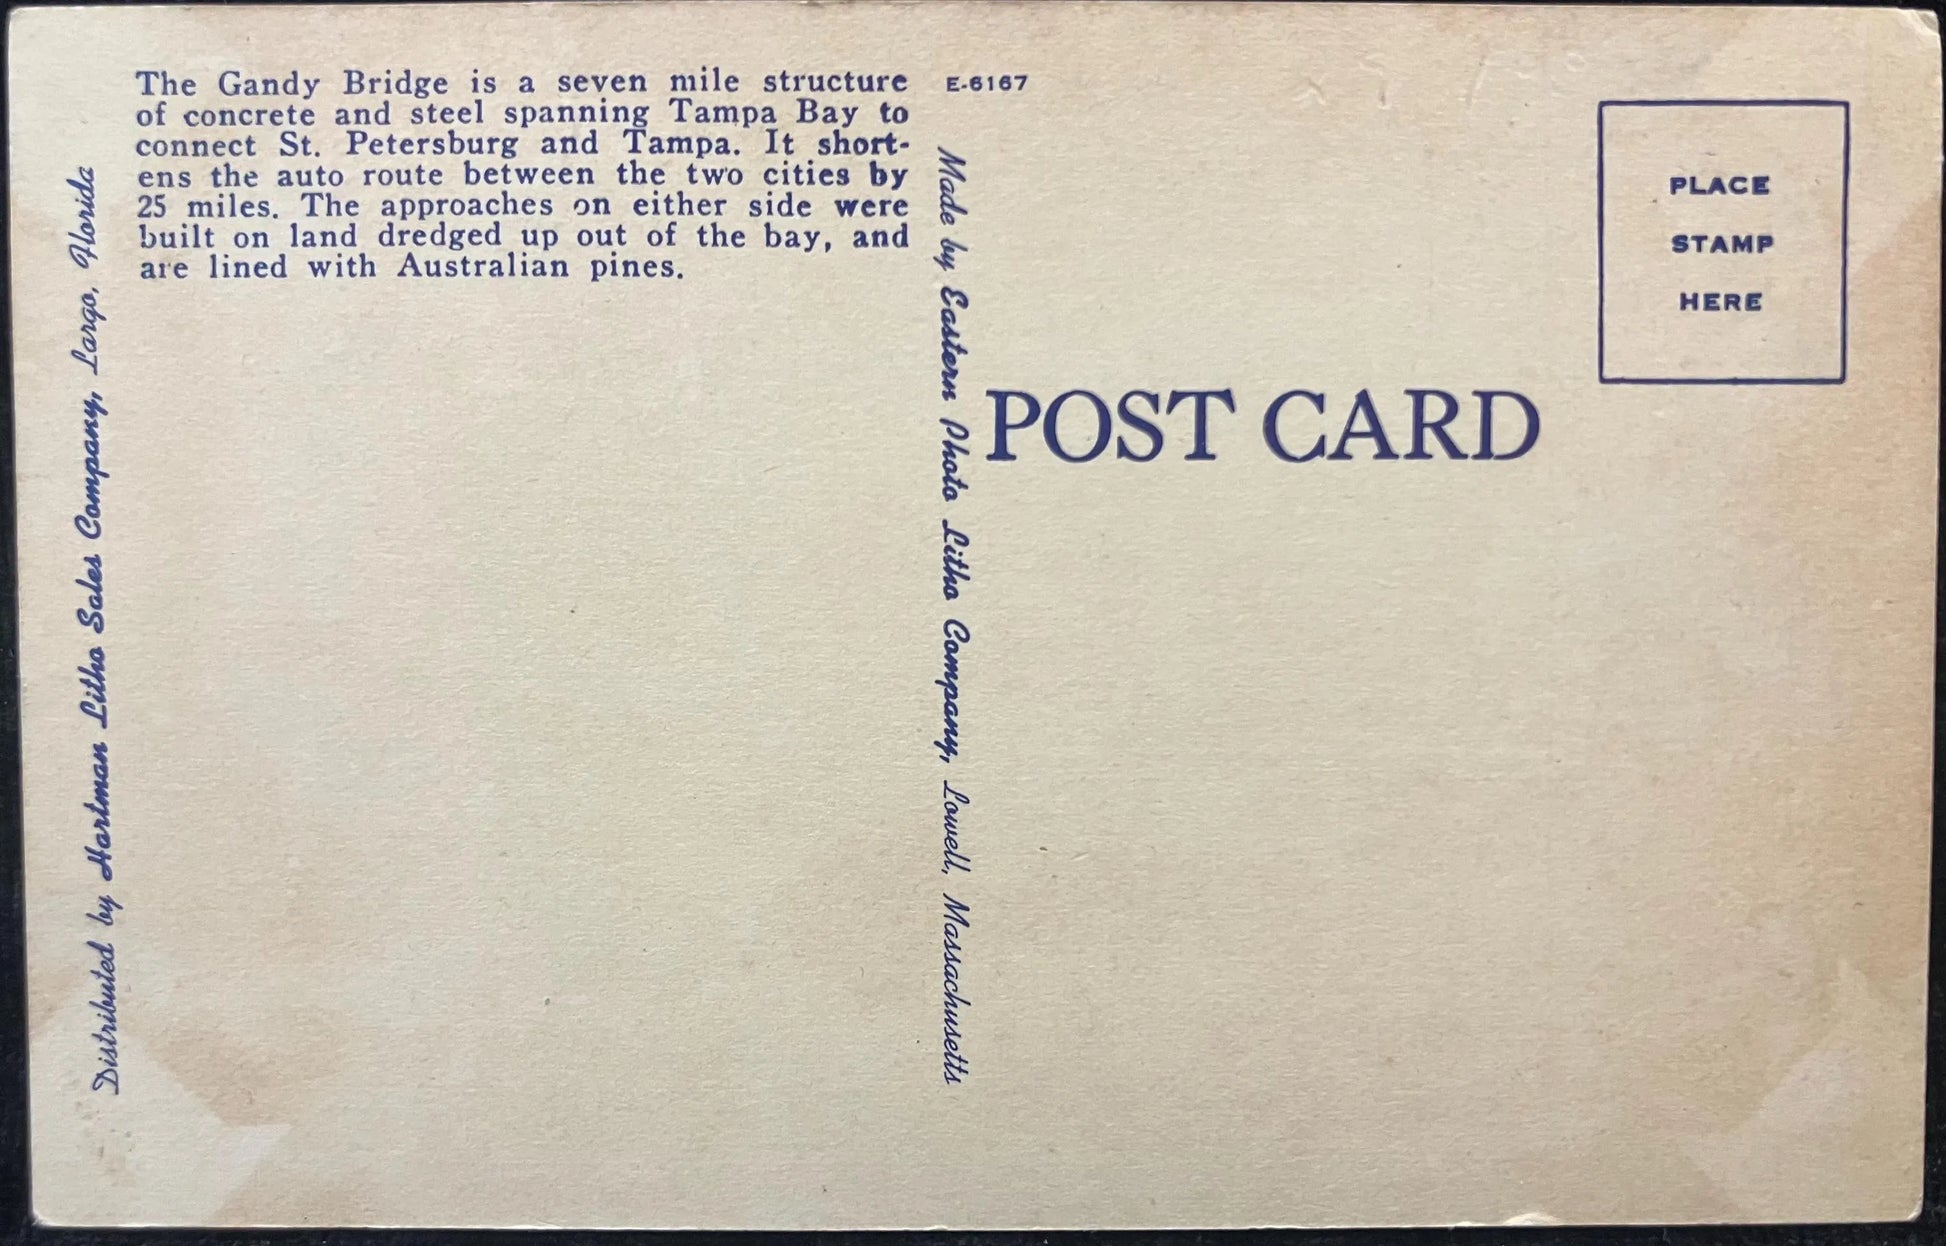 The Gandy Bridge is a seven mile structure
of concrete and steel spanning Tampa Bay to
connect St. Petersburg and Tampa. It short-
ens the auto route between the two cities by
25 miles. The approaches on either side were
built on land dredged up out of the bay, and
are lined with Australian pines.
Distributed by Hartman Litho Sales Company, Largo, Florida
E-6167
Made by Eastern Photo Litho Company, Lowell, Massachusetts
POST CARD
PLACE
STAMP
HERE